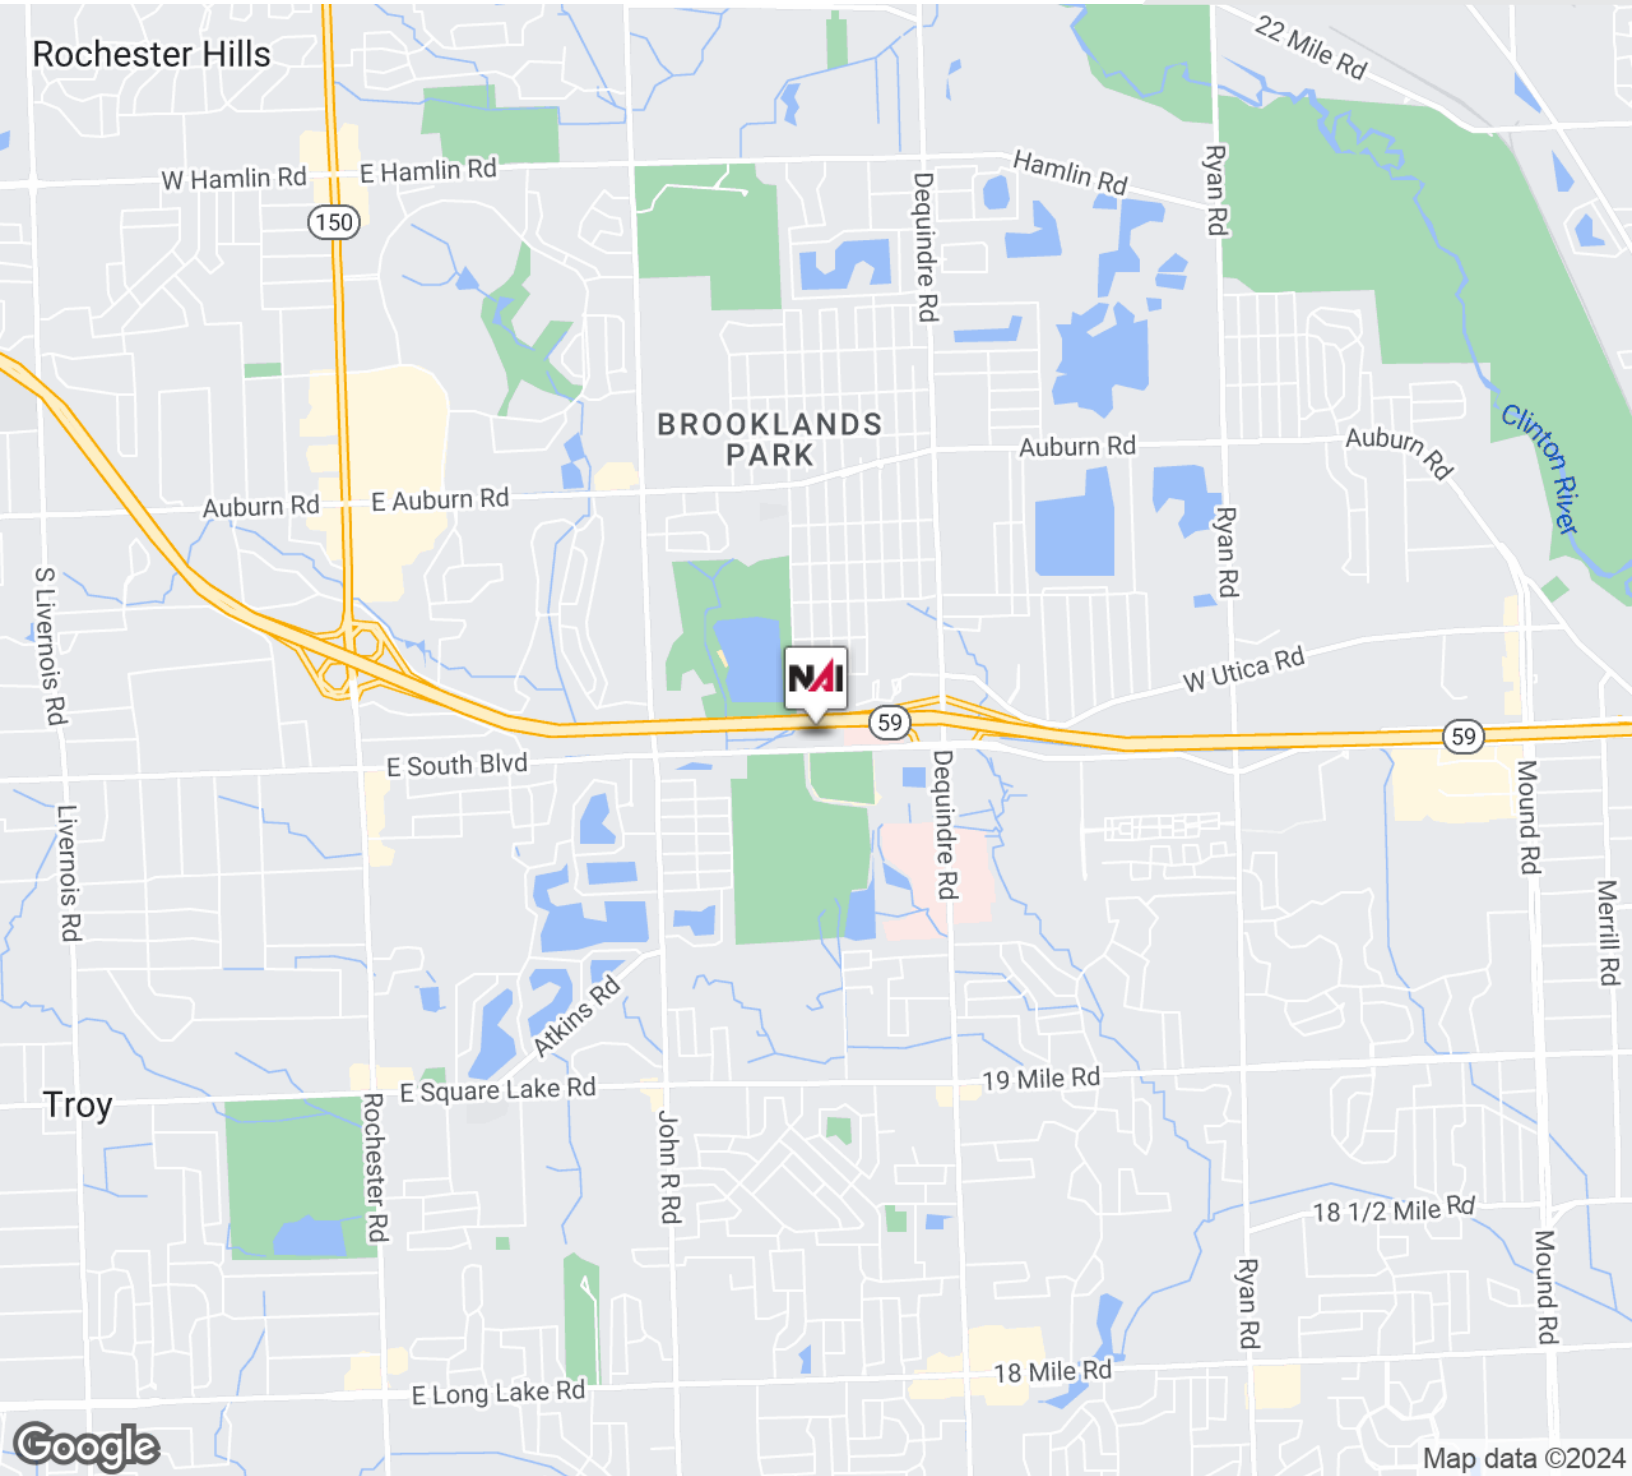 22 Mile Rd
Rochester Hills
W Hamlin Rd
E Hamlin Rd
Hamlin Rd
Ryan Rd
150
Dequindre Rd
BROOKLANDS
PARK
Auburn Rd
Auburn Rd
Clinton River
Auburn Rd
E Auburn Rd
Ryan Rd
S Livernois Rd
W Utica Rd
NAI
59
59
E South Blvd
Dequindre Rd
Mound Rd
Livernois Rd
Merrill Rd
Atkins Rd
E Square Lake Rd
19 Mile Rd
Troy
Rochester Rd
John R Rd
18 1/2 Mile Rd
Ryan Rd
Mound Rd
18 Mile Rd
E Long Lake Rd
Google
Map data ©2024